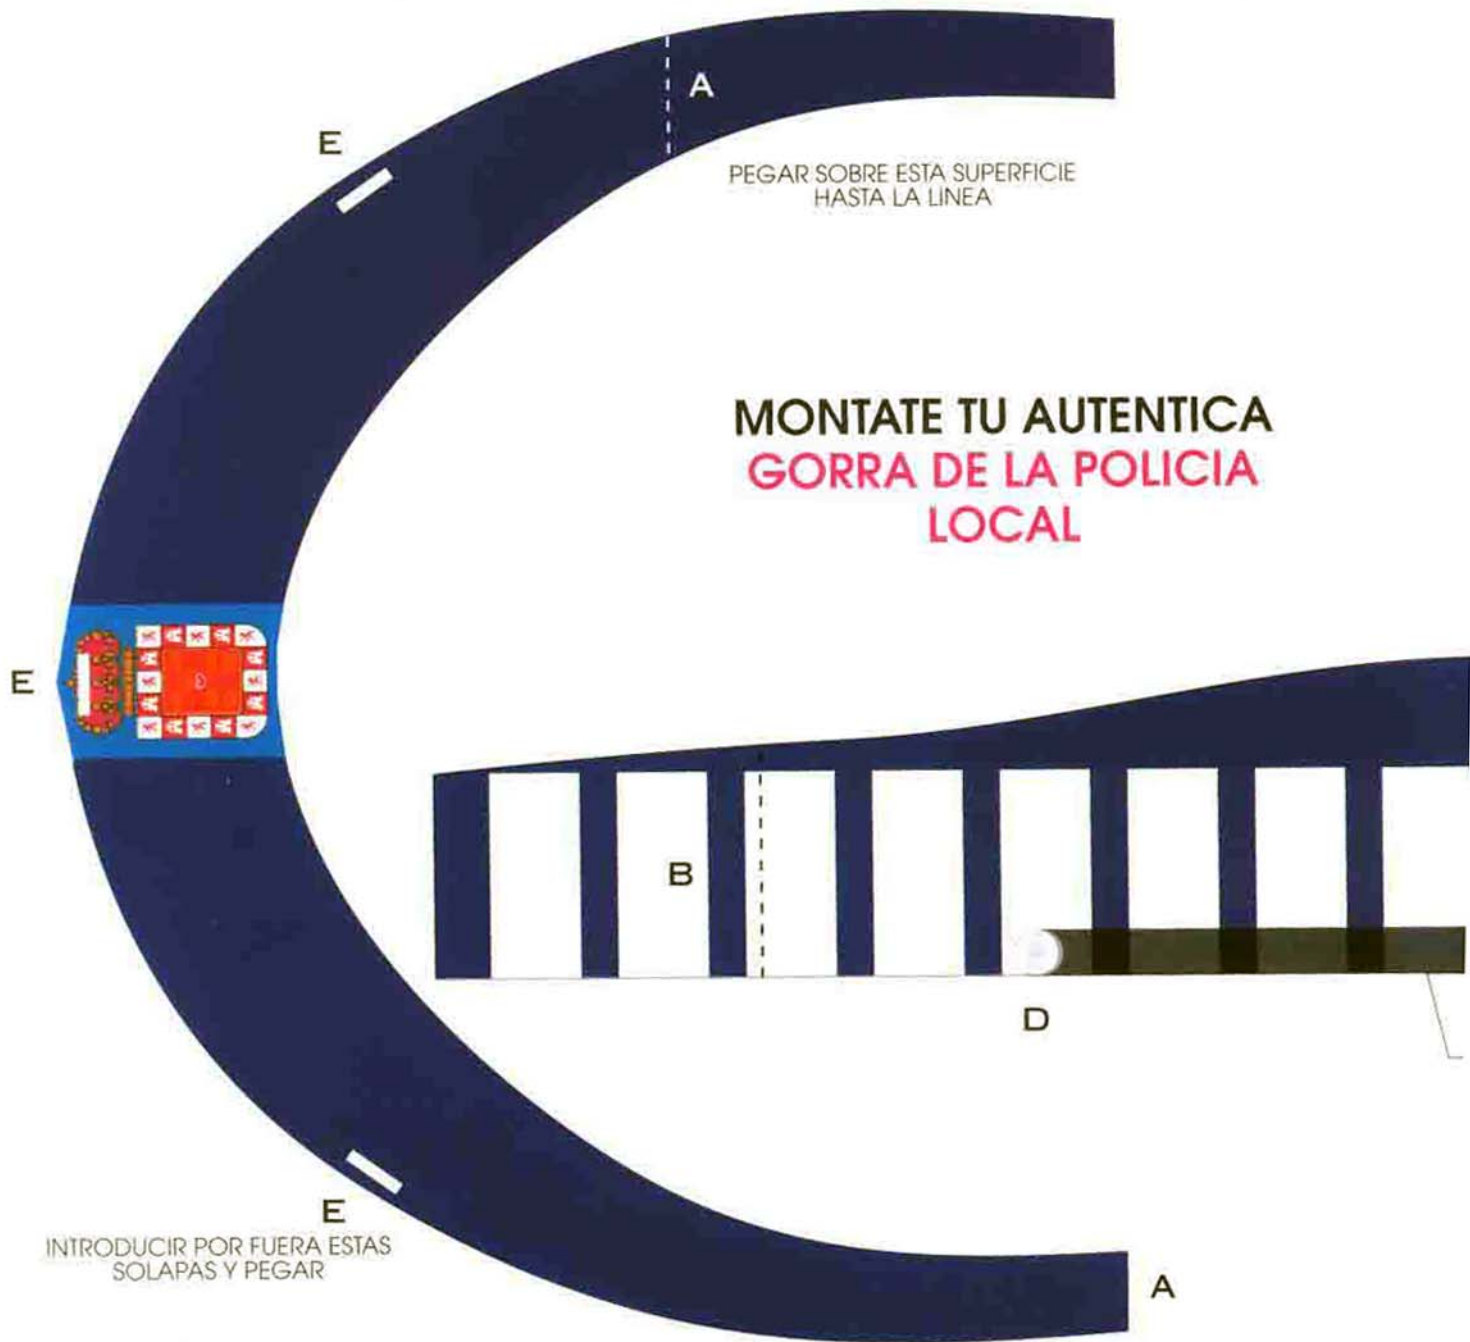 A
E
PEGAR SOBRE ESTA SUPERFICIE
HASTA LA LINEA
MONTATE TU AUTENTICA
GORRA DE LA POLICIA
LOCAL
E
B
D
E
INTRODUCIR POR FUERA ESTAS
SOLAPAS Y PEGAR
A